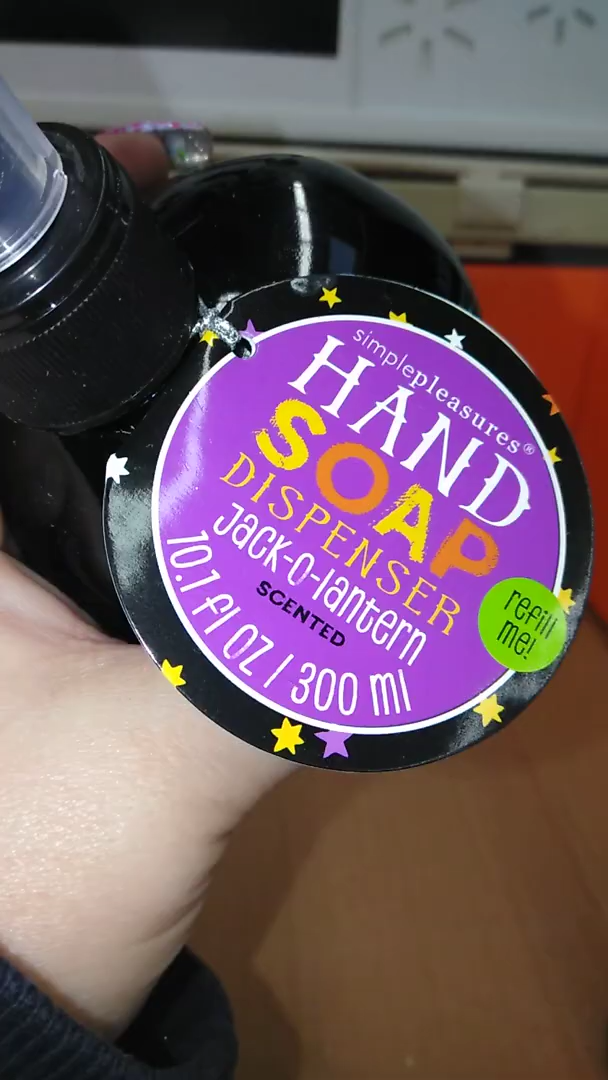 simplepleasures®
HAND
SOAP
DISPENSER
Jack-o-lantern
SCENTED
10.1 fl oz / 300 ml
refill
me!